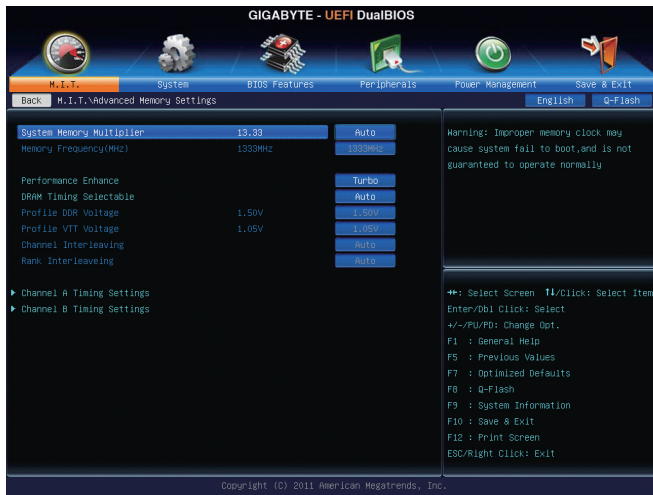 GIGABYTE - UEFI DualBIOS
M.I.T. System BIOS Features Peripherals Power Management Save & Exit
Back M.I.T.\Advanced Memory Settings English Q-Flash
System Memory Multiplier 13.33 Auto
Memory Frequency(MHz) 1333MHz 1333MHz
Performance Enhance Turbo
DRAM Timing Selectable Auto
Profile DDR Voltage 1.50V 1.50V
Profile VTT Voltage 1.05V 1.05V
Channel Interleaving Auto
Rank Interleaveing Auto
Channel A Timing Settings
Channel B Timing Settings
Warning: Improper memory clock may
cause system fail to boot,and is not
guaranteed to operate normally
→←: Select Screen ↑↓/Click: Select Item
Enter/Dbl Click: Select
+/-/PU/PD: Change Opt.
F1 : General Help
F5 : Previous Values
F7 : Optimized Defaults
F8 : Q-Flash
F9 : System Information
F10 : Save & Exit
F12 : Print Screen
ESC/Right Click: Exit
Copyright (C) 2011 American Megatrends, Inc.